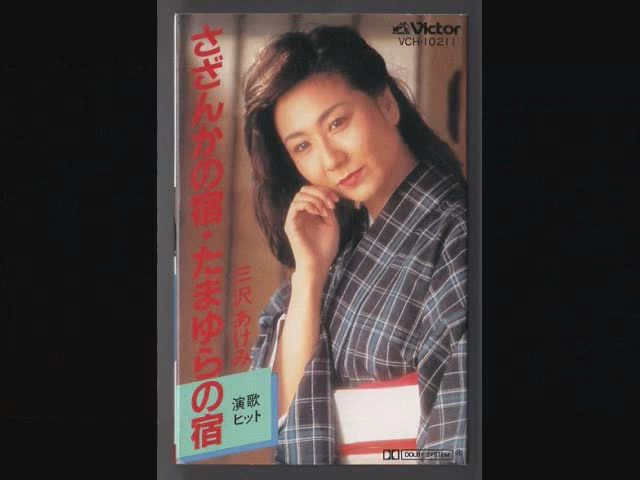 Victor
VCH-10211
さざんかの宿・たまゆらの宿
三沢あけみ
演歌
ヒット
DOLBY SYSTEM